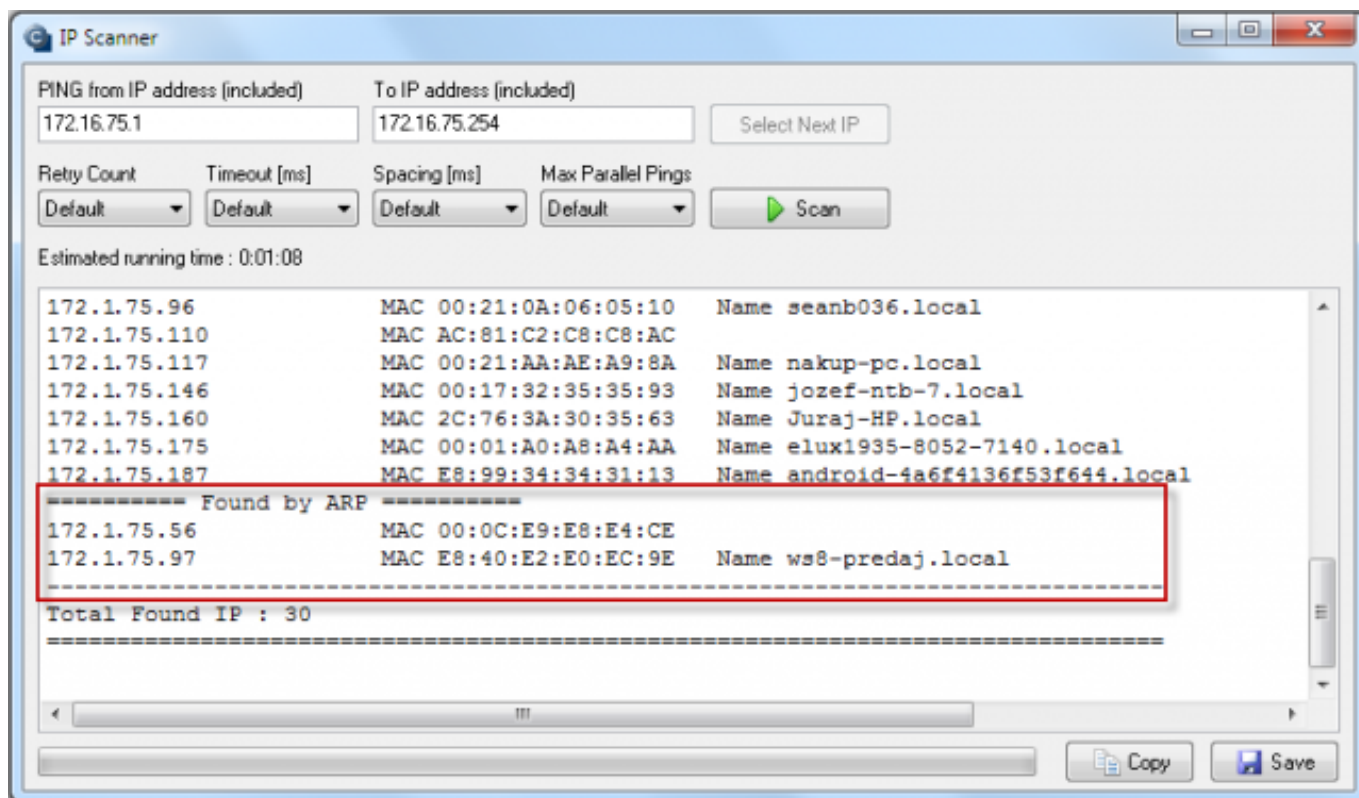 IP Scanner
PING from IP address (included) To IP address (included)
172.16.75.1 172.16.75.254 Select Next IP
Retry Count Timeout [ms] Spacing [ms] Max Parallel Pings
Default Default Default Default Scan
Estimated running time : 0:01:08
172.1.75.96 MAC 00:21:0A:06:05:10 Name seanb036.local
172.1.75.110 MAC AC:81:C2:C8:C8:AC
172.1.75.117 MAC 00:21:AA:AE:A9:8A Name nakup-pc.local
172.1.75.146 MAC 00:17:32:35:35:93 Name jozef-ntb-7.local
172.1.75.160 MAC 2C:76:3A:30:35:63 Name Juraj-HP.local
172.1.75.175 MAC 00:01:A0:A8:A4:AA Name elux1935-8052-7140.local
172.1.75.187 MAC E8:99:34:34:31:13 Name android-4a6f4136f53f644.local
========== Found by ARP ==========
172.1.75.56 MAC 00:0C:E9:E8:E4:CE
172.1.75.97 MAC E8:40:E2:E0:EC:9E Name ws8-predaj.local
--------------------------------------------------------------------------------
Total Found IP : 30
================================================================================
Copy Save